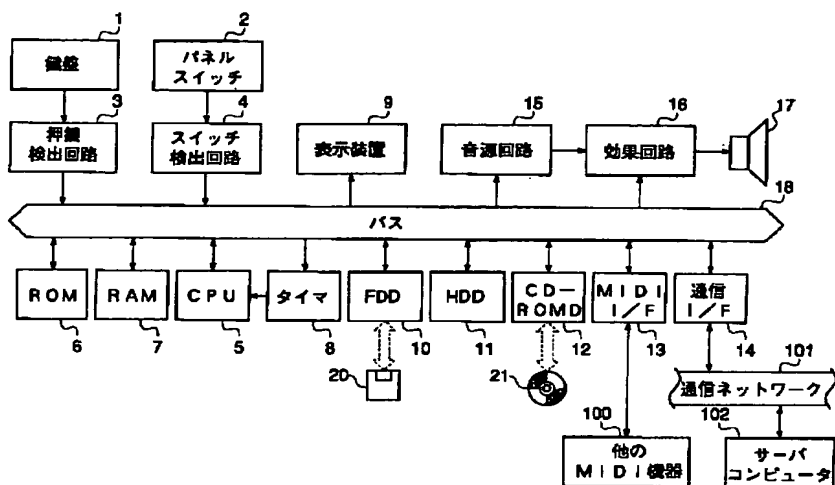 1
2
鍵盤
パネル
スイッチ
3
4
9
15
16
17
押鍵
検出回路
スイッチ
検出回路
表示装置
音源回路
効果回路
18
バス
ROM
RAM
CPU
タイマ
FDD
HDD
CD-
ROMD
MIDI
I/F
通信
I/F
6
7
5
8
10
11
12
13
14
20
21
101
通信ネットワーク
100
102
他の
MIDI機器
サーバ
コンピュータ